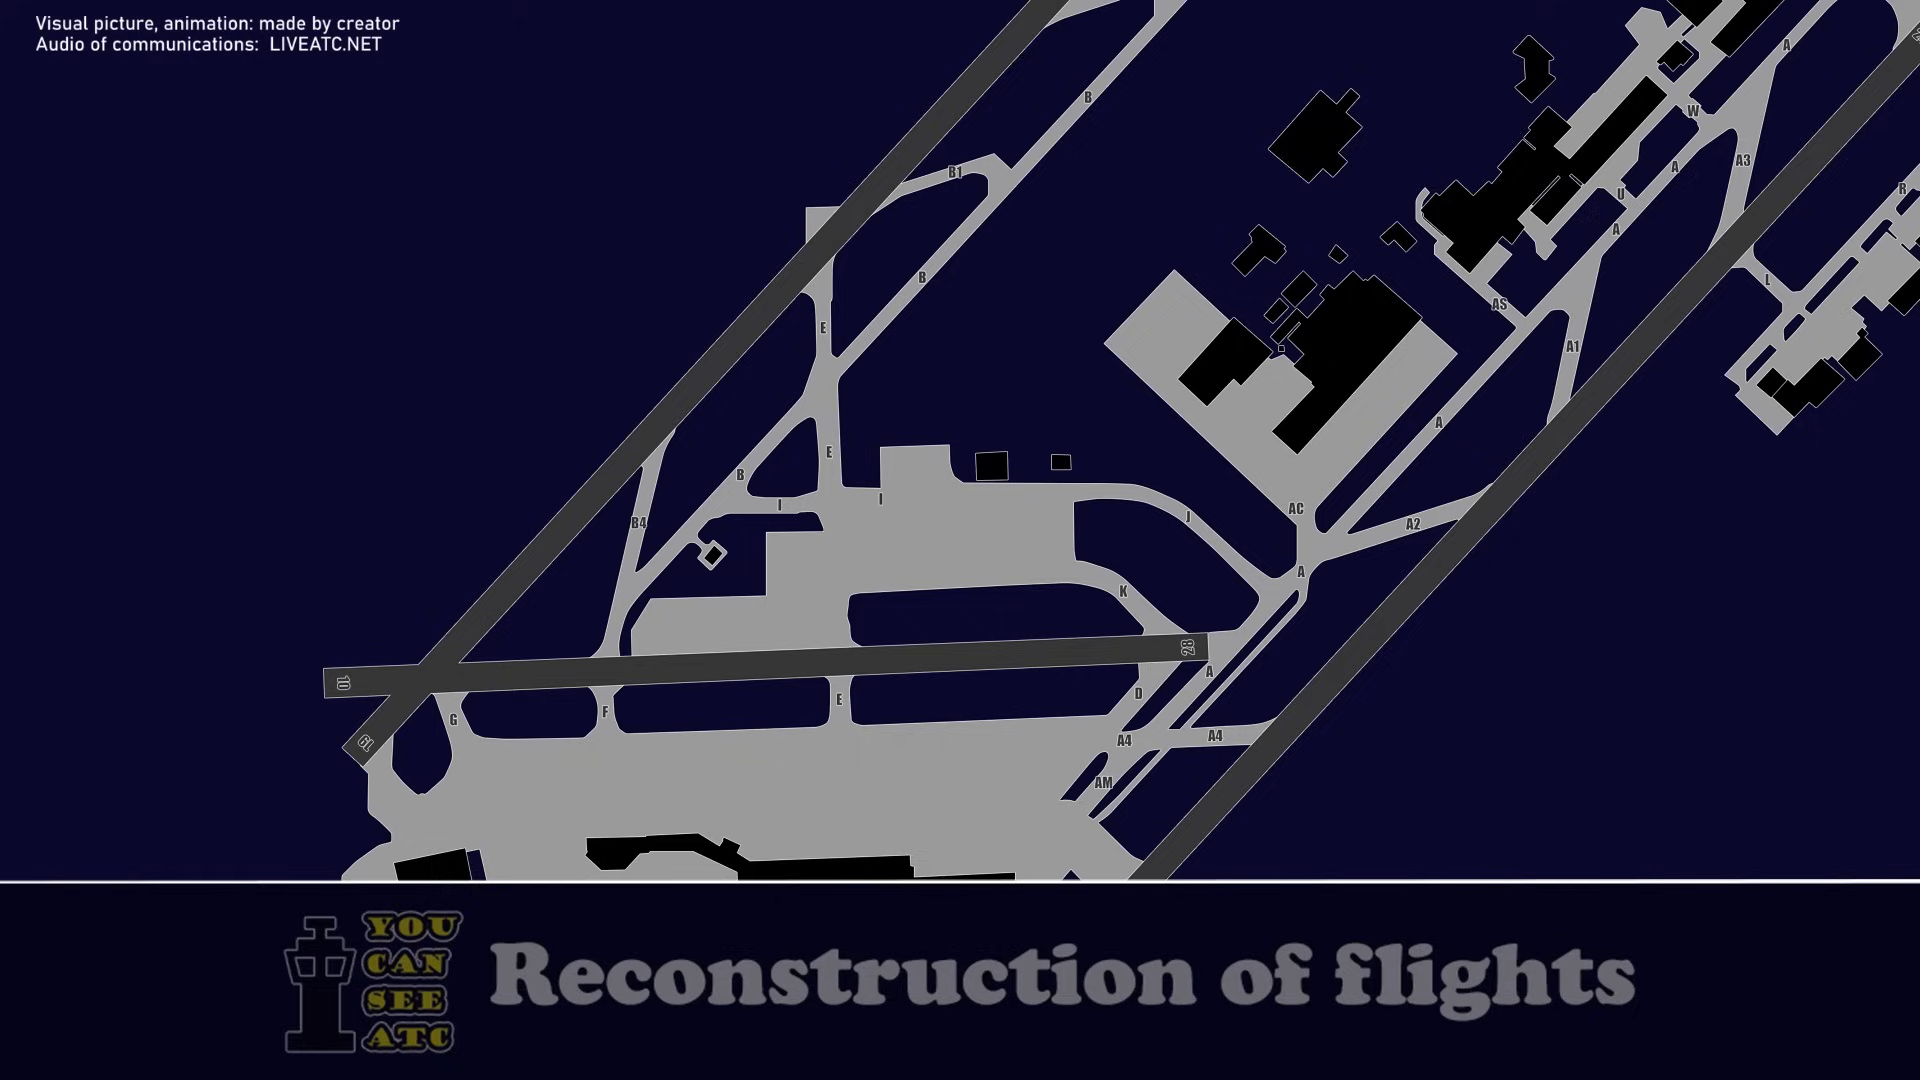 Visual picture, animation: made by creator
Audio of communications: LIVEATC.NET
A
B
W
B1
A3
A
R
U
A
B
L
AS
E
A1
A
E
B
I
I
AC
J
B4
A2
A
K
28
A
10
D
E
F
G
A4
A4
19
AM
YOU
CAN
SEE
ATC
Reconstruction of flights